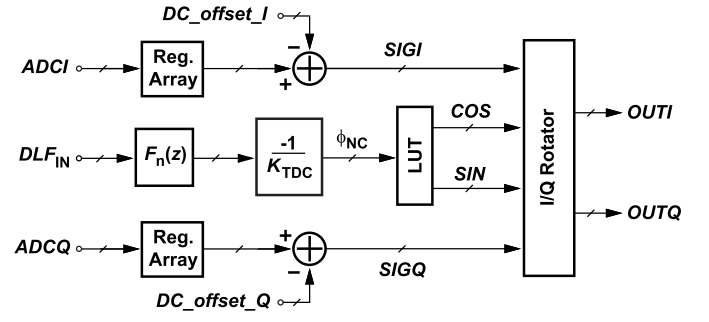 DC_offset_I
ADCI
Reg.
Array
−
+
SIGI
I/Q Rotator
OUTI
DLF_IN
F_n(z)
-1
K_TDC
ϕ_NC
LUT
COS
SIN
OUTQ
ADCQ
Reg.
Array
+
−
SIGQ
DC_offset_Q